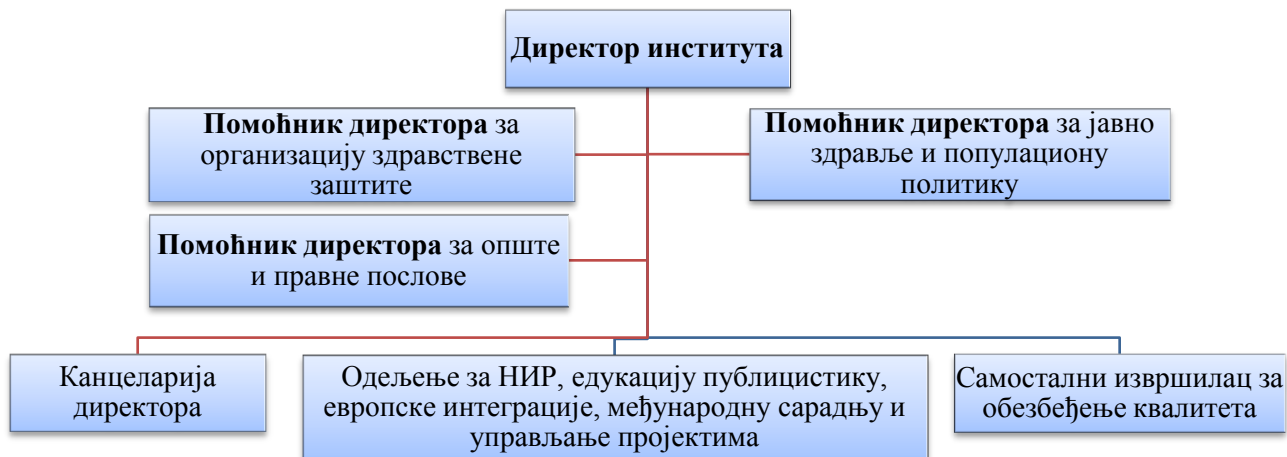 Директор института
Помоћник директора за
организацију здравствене
заштите
Помоћник директора за јавно
здравље и популациону
политику
Помоћник директора за опште
и правне послове
Канцеларија
директора
Одељење за НИР, едукацију публицистику,
европске интеграције, међународну сарадњу и
управљање пројектима
Самостални извршилац за
обезбеђење квалитета